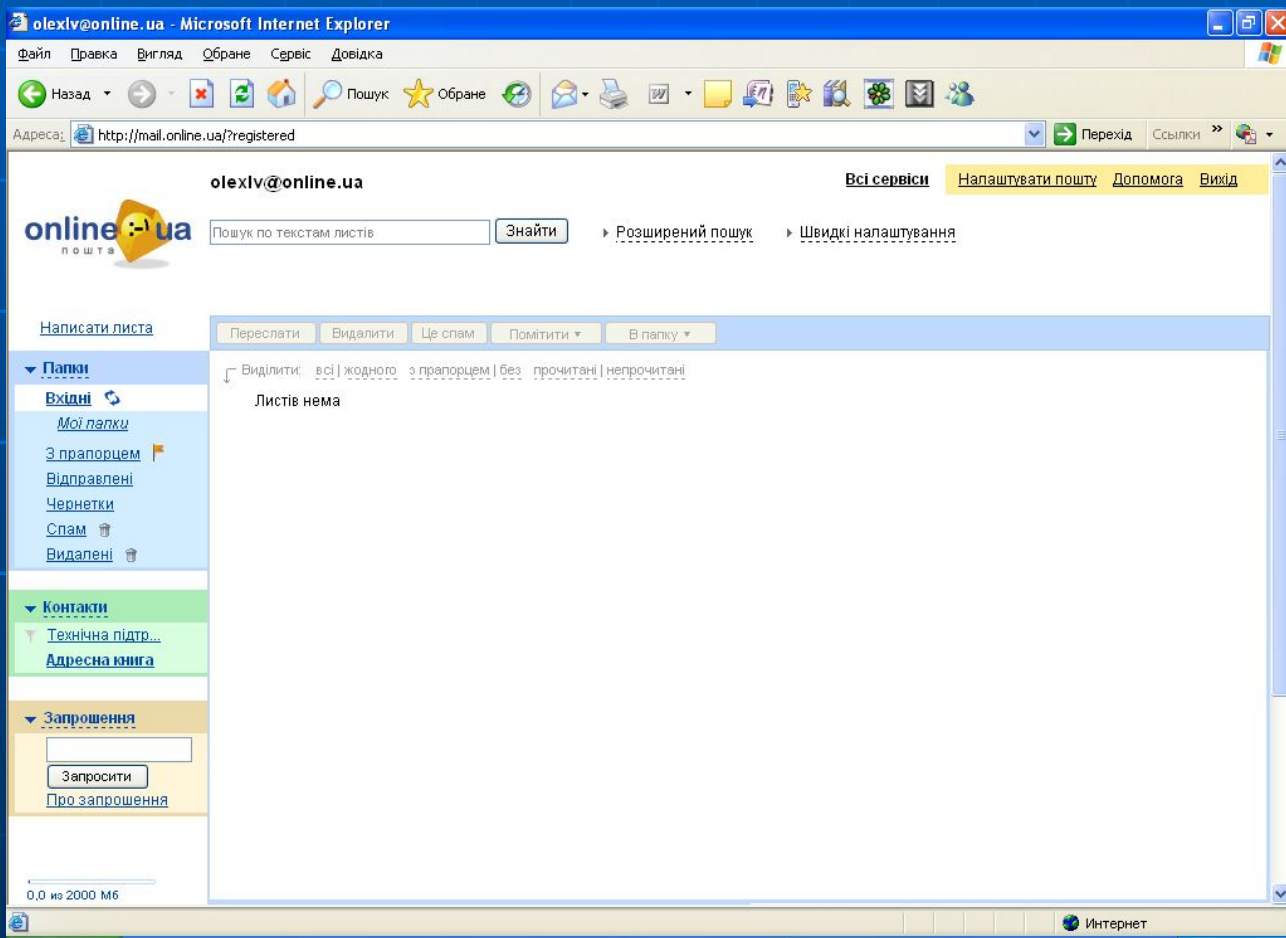 olexlv@online.ua - Microsoft Internet Explorer
Файл Правка Вигляд Обране Сервіс Довідка
Назад Пошук Обране
Адреса: http://mail.online.ua/?registered Перехід Ссылки »
olexlv@online.ua Всі сервіси Налаштувати пошту Допомога Вихід
online ua
пошта
Пошук по текстам листів Знайти Розширений пошук Швидкі налаштування
Написати листа
Переслати Видалити Це спам Помітити В папку
Папки
Виділити: всі | жодного з прапорцем | без прочитані | непрочитані
Вхідні
Листів нема
Мої папки
З прапорцем
Відправлені
Чернетки
Спам
Видалені
Контакти
Технічна підтр...
Адресна книга
Запрошення
Запросити
Про запрошення
0,0 из 2000 Мб
Интернет